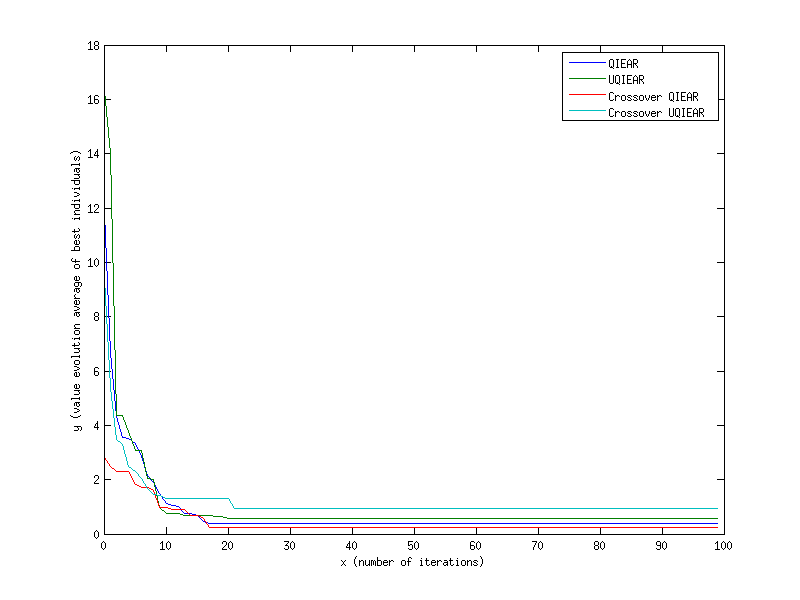 18
16
14
12
10
8
6
4
2
0
y (value evolution average of best individuals)
QIEAR
UQIEAR
Crossover QIEAR
Crossover UQIEAR
0 10 20 30 40 50 60 70 80 90 100
x (number of iterations)